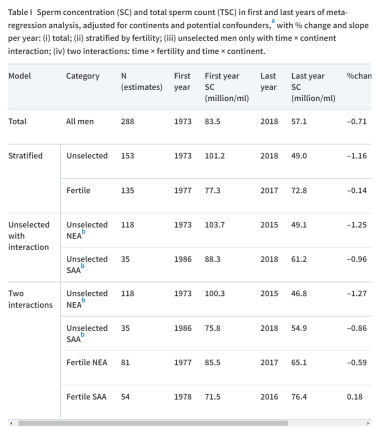 Table I Sperm concentration (SC) and total sperm count (TSC) in first and last years of meta-
regression analysis, adjusted for continents and potential confounders,a with % change and slope
per year: (i) total; (ii) stratified by fertility; (iii) unselected men only with time × continent
interaction; (iv) two interactions: time × fertility and time × continent.
Model Category N (estimates) First year First year SC (million/ml) Last year Last year SC (million/ml) %chan
Total All men 288 1973 83.5 2018 57.1 –0.71
Stratified Unselected 153 1973 101.2 2018 49.0 –1.16
Fertile 135 1977 77.3 2017 72.8 –0.14
Unselected with interaction Unselected NEAb 118 1973 103.7 2015 49.1 –1.25
Unselected SAAb 35 1986 88.3 2018 61.2 –0.96
Two interactions Unselected NEAb 118 1973 100.3 2015 46.8 –1.27
Unselected SAAb 35 1986 75.8 2018 54.9 –0.86
Fertile NEA 81 1977 85.5 2017 65.1 –0.59
Fertile SAA 54 1978 71.5 2016 76.4 0.18